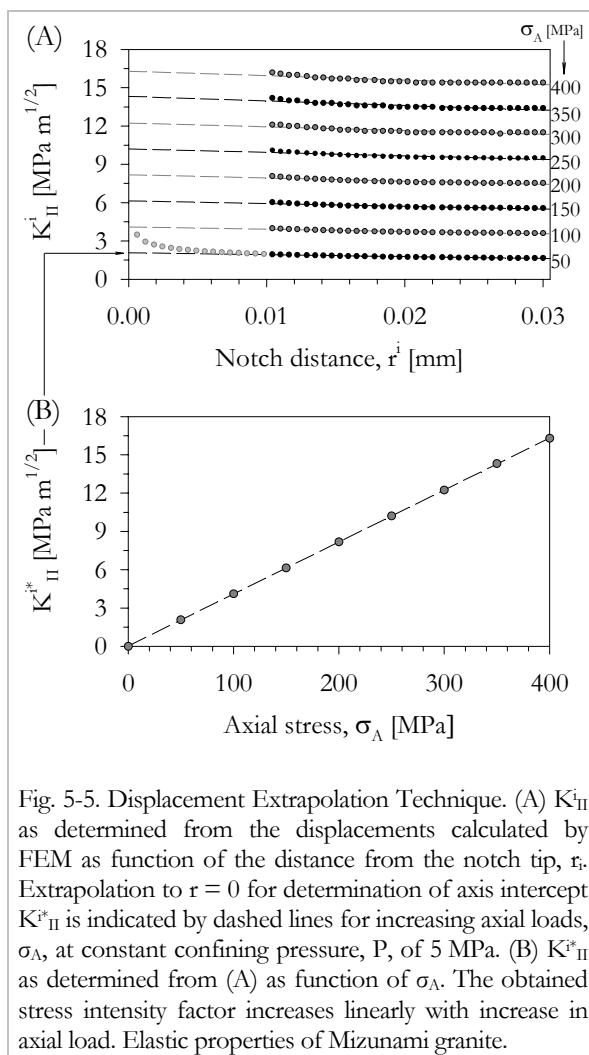 (A)
σA [MPa]
18
15
12
9
6
3
0
K^i_II [MPa m^1/2]
400
350
300
250
200
150
100
50
0.00 0.01 0.02 0.03
Notch distance, r^i [mm]
(B)
18
15
12
9
6
3
0
K^i*_II [MPa m^1/2]
0 100 200 300 400
Axial stress, σA [MPa]
Fig. 5-5. Displacement Extrapolation Technique. (A) K^i_II
as determined from the displacements calculated by
FEM as function of the distance from the notch tip, r_i.
Extrapolation to r = 0 for determination of axis intercept
K^i*_II is indicated by dashed lines for increasing axial loads,
σA, at constant confining pressure, P, of 5 MPa. (B) K^i*_II
as determined from (A) as function of σA. The obtained
stress intensity factor increases linearly with increase in
axial load. Elastic properties of Mizunami granite.